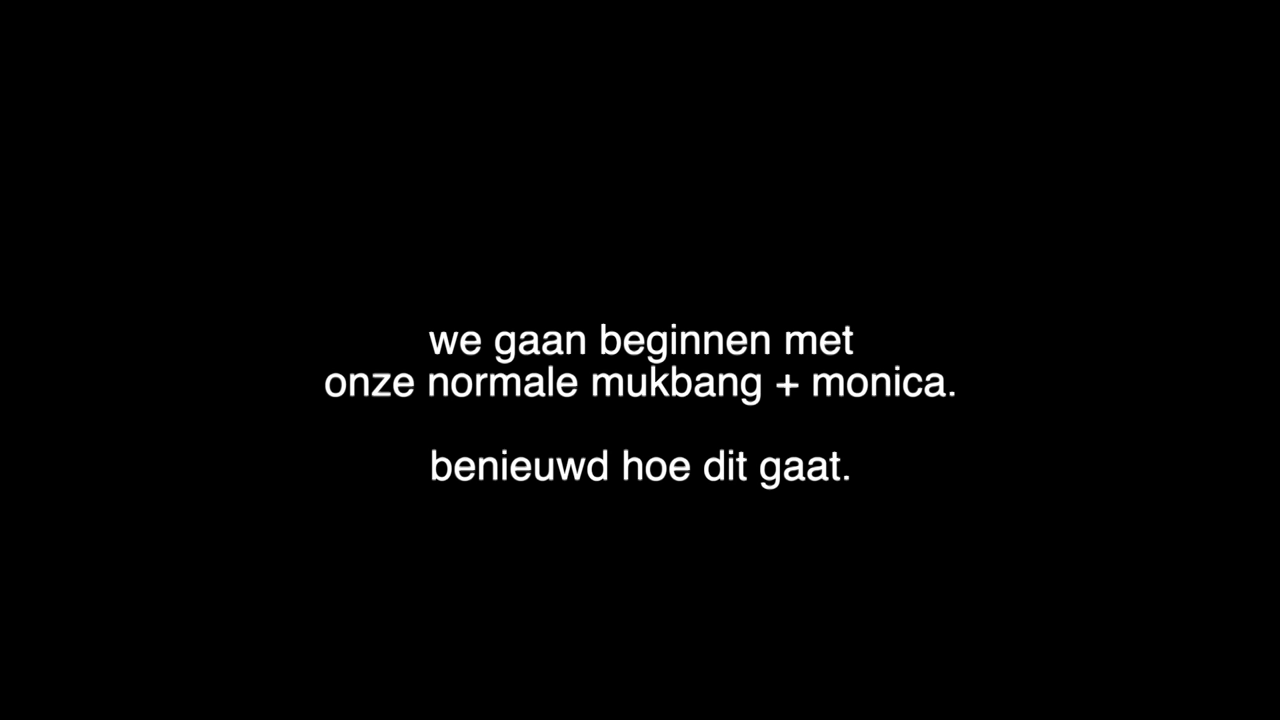 we gaan beginnen met
onze normale mukbang + monica.
benieuwd hoe dit gaat.